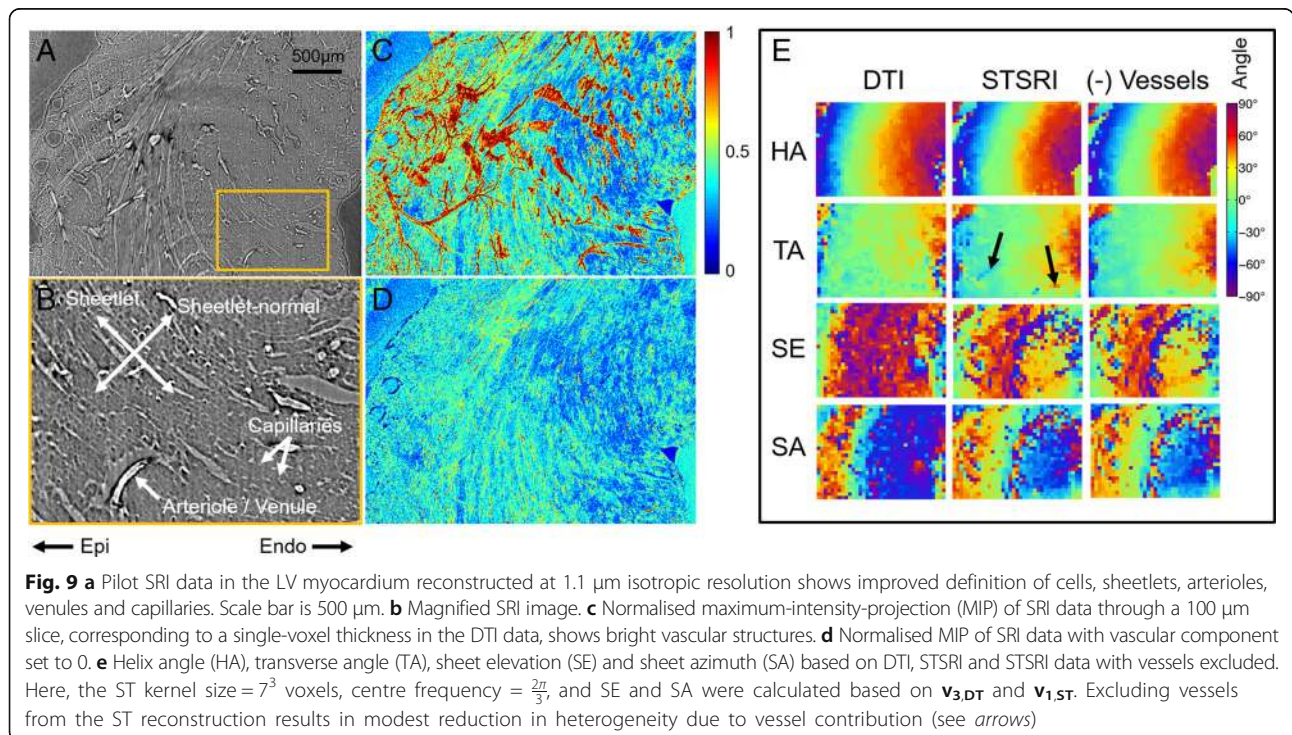 A
500µm
C
1
0.5
0
B
Sheetlet
Sheetlet-normal
Capillaries
Arteriole / Venule
D
Epi
Endo
E
DTI
STSRI
(-) Vessels
Angle
HA
TA
SE
SA
90°
60°
30°
0°
−30°
−60°
−90°
Fig. 9 a Pilot SRI data in the LV myocardium reconstructed at 1.1 µm isotropic resolution shows improved definition of cells, sheetlets, arterioles,
venules and capillaries. Scale bar is 500 µm. b Magnified SRI image. c Normalised maximum-intensity-projection (MIP) of SRI data through a 100 µm
slice, corresponding to a single-voxel thickness in the DTI data, shows bright vascular structures. d Normalised MIP of SRI data with vascular component
set to 0. e Helix angle (HA), transverse angle (TA), sheet elevation (SE) and sheet azimuth (SA) based on DTI, STSRI and STSRI data with vessels excluded.
Here, the ST kernel size = 7³ voxels, centre frequency = 2π/3, and SE and SA were calculated based on v3,DT and v1,ST. Excluding vessels
from the ST reconstruction results in modest reduction in heterogeneity due to vessel contribution (see arrows)